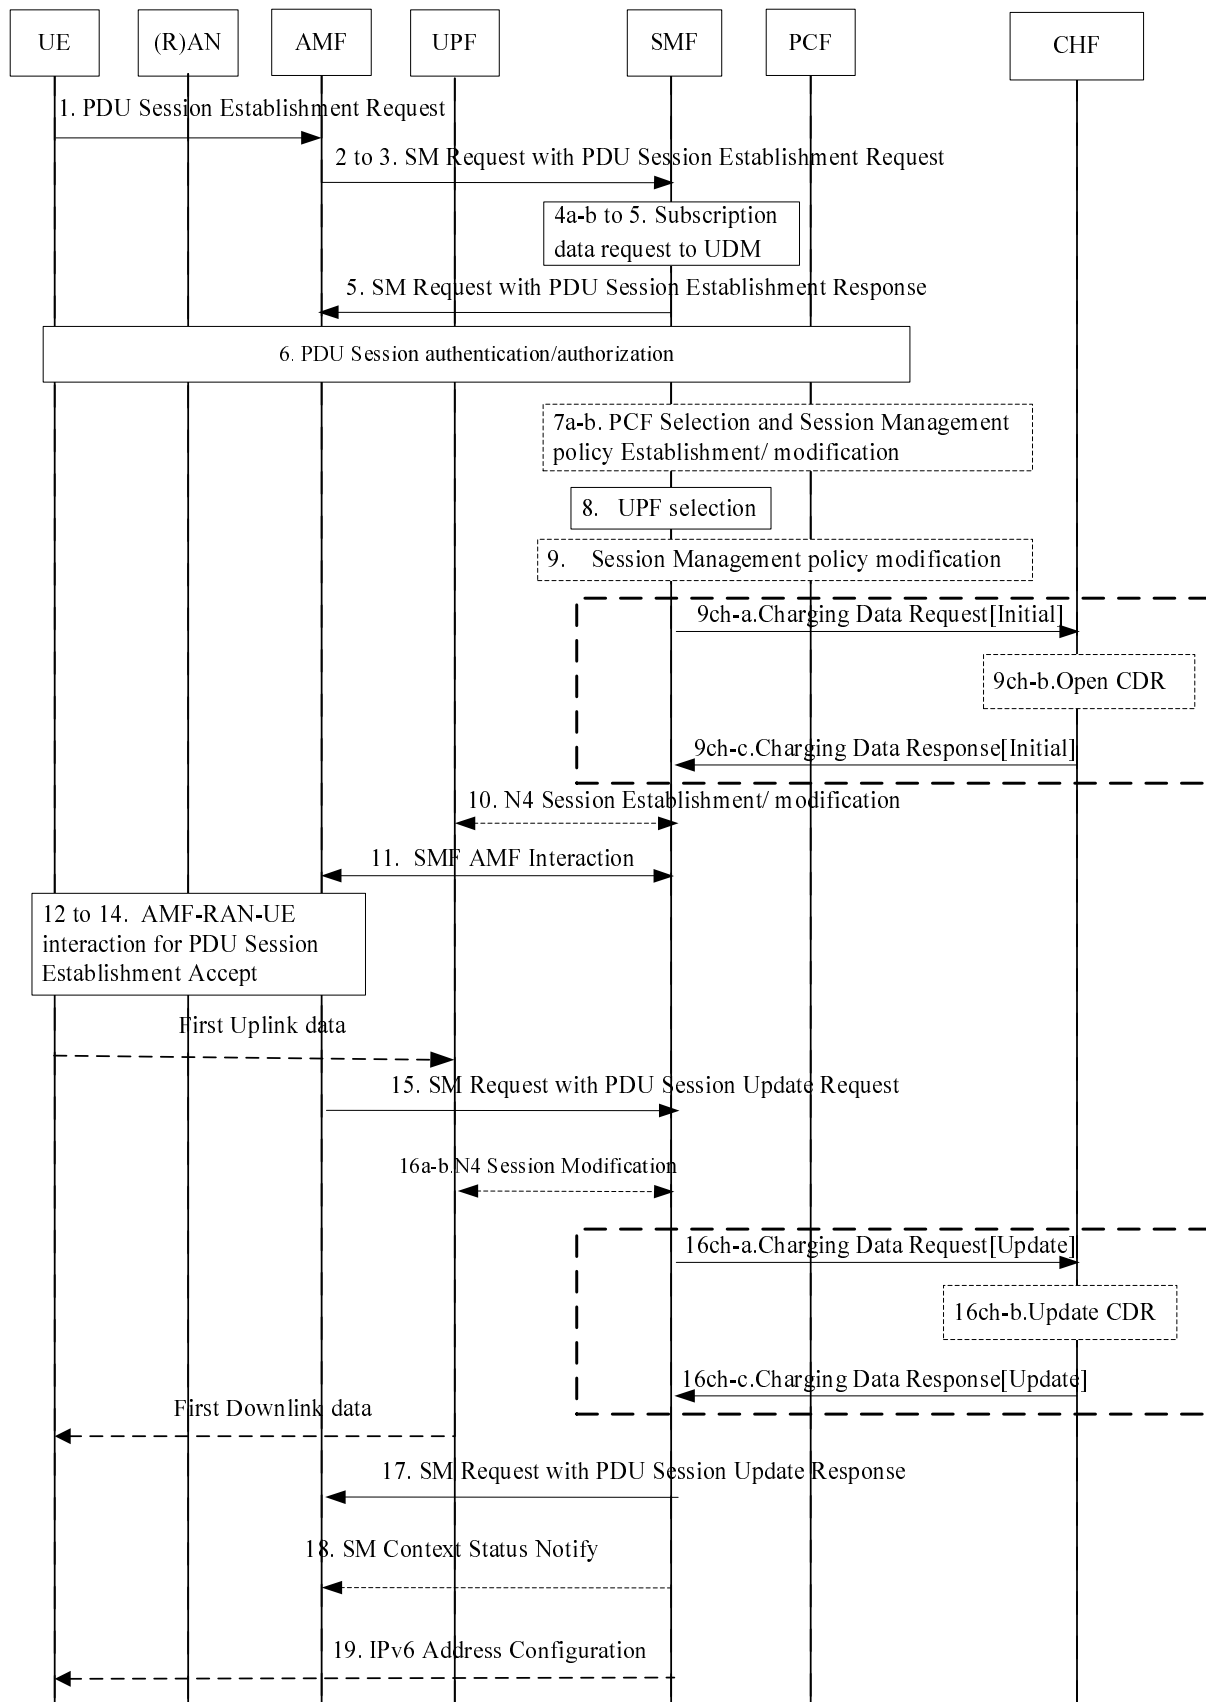 UE
(R)AN
AMF
UPF
SMF
PCF
CHF
1. PDU Session Establishment Request
2 to 3. SM Request with PDU Session Establishment Request
4a-b to 5. Subscription
data request to UDM
5. SM Request with PDU Session Establishment Response
6. PDU Session authentication/authorization
7a-b. PCF Selection and Session Management
policy Establishment/ modification
8. UPF selection
9. Session Management policy modification
9ch-a.Charging Data Request[Initial]
9ch-b.Open CDR
9ch-c.Charging Data Response[Initial]
10. N4 Session Establishment/ modification
11. SMF AMF Interaction
12 to 14. AMF-RAN-UE
interaction for PDU Session
Establishment Accept
First Uplink data
15. SM Request with PDU Session Update Request
16a-b.N4 Session Modification
16ch-a.Charging Data Request[Update]
16ch-b.Update CDR
16ch-c.Charging Data Response[Update]
First Downlink data
17. SM Request with PDU Session Update Response
18. SM Context Status Notify
19. IPv6 Address Configuration